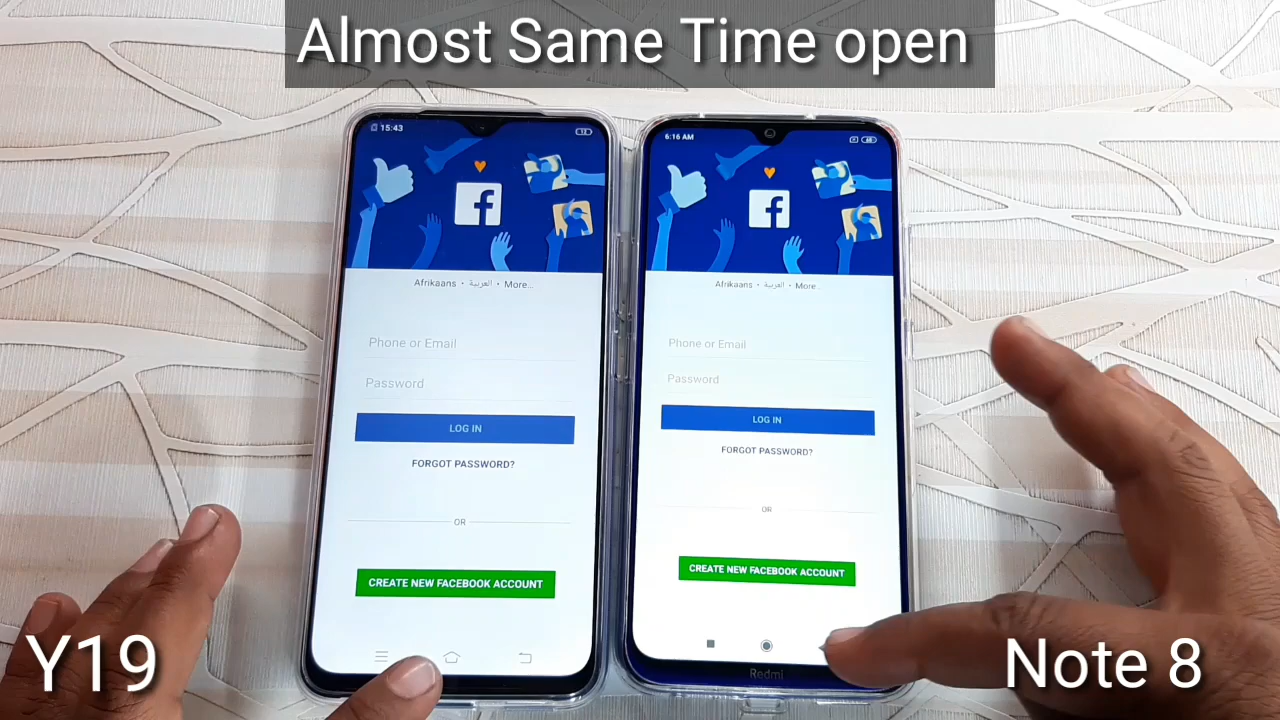 Almost Same Time open
15:43
12
Afrikaans • العربية • More...
Phone or Email
Password
LOG IN
FORGOT PASSWORD?
OR
CREATE NEW FACEBOOK ACCOUNT
6:16 AM
Afrikaans • العربية • More...
Phone or Email
Password
LOG IN
FORGOT PASSWORD?
OR
CREATE NEW FACEBOOK ACCOUNT
Redmi
Y19
Note 8